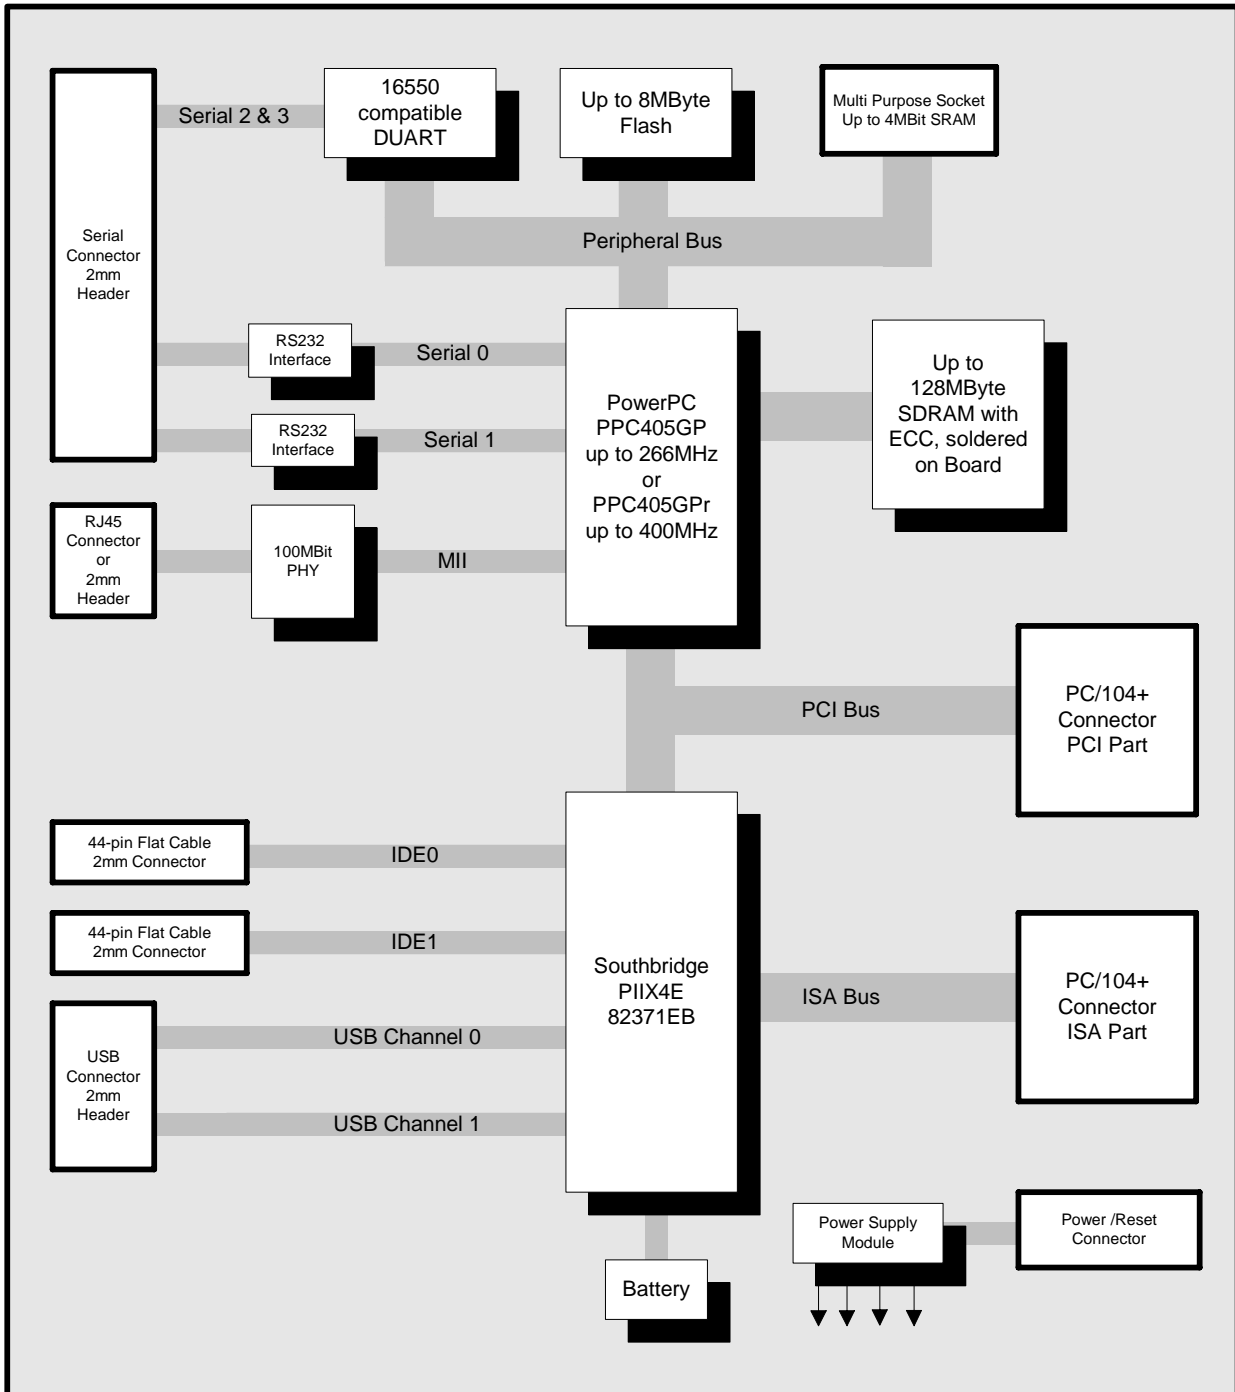 16550
compatible
DUART
Up to 8MByte
Flash
Multi Purpose Socket
Up to 4MBit SRAM
Serial 2 & 3
Peripheral Bus
Serial
Connector
2mm
Header
RS232
Interface
Serial 0
RS232
Interface
Serial 1
PowerPC
PPC405GP
up to 266MHz
or
PPC405GPr
up to 400MHz
Up to
128MByte
SDRAM with
ECC, soldered
on Board
RJ45
Connector
or
2mm
Header
100MBit
PHY
MII
PCI Bus
PC/104+
Connector
PCI Part
44-pin Flat Cable
2mm Connector
IDE0
44-pin Flat Cable
2mm Connector
IDE1
Southbridge
PIIX4E
82371EB
ISA Bus
PC/104+
Connector
ISA Part
USB
Connector
2mm
Header
USB Channel 0
USB Channel 1
Power Supply
Module
Power /Reset
Connector
Battery